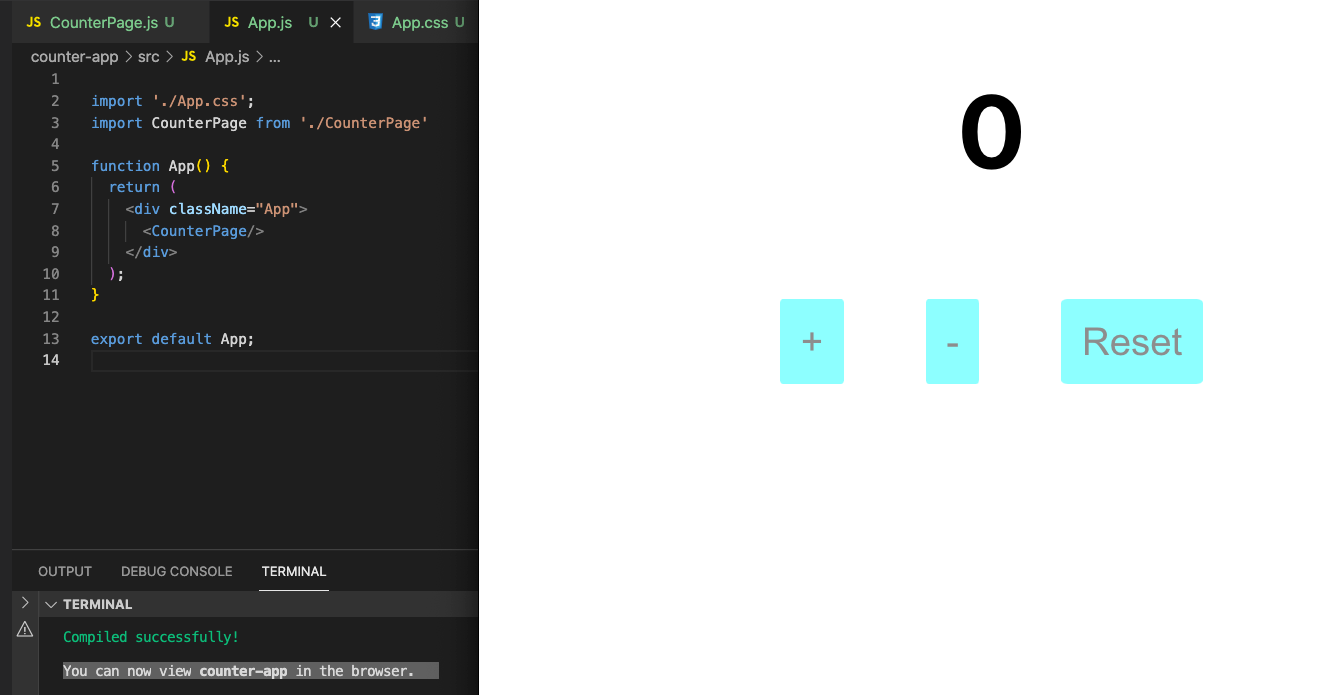 JS CounterPage.js U JS App.js U × App.css U
counter-app > src > JS App.js > ...
1
2 import './App.css';
3 import CounterPage from './CounterPage'
4
5 function App() {
6 return (
7 <div className="App">
8 <CounterPage/>
9 </div>
10 );
11 }
12
13 export default App;
14
OUTPUT DEBUG CONSOLE TERMINAL
TERMINAL
Compiled successfully!
You can now view counter-app in the browser.
0
+ - Reset